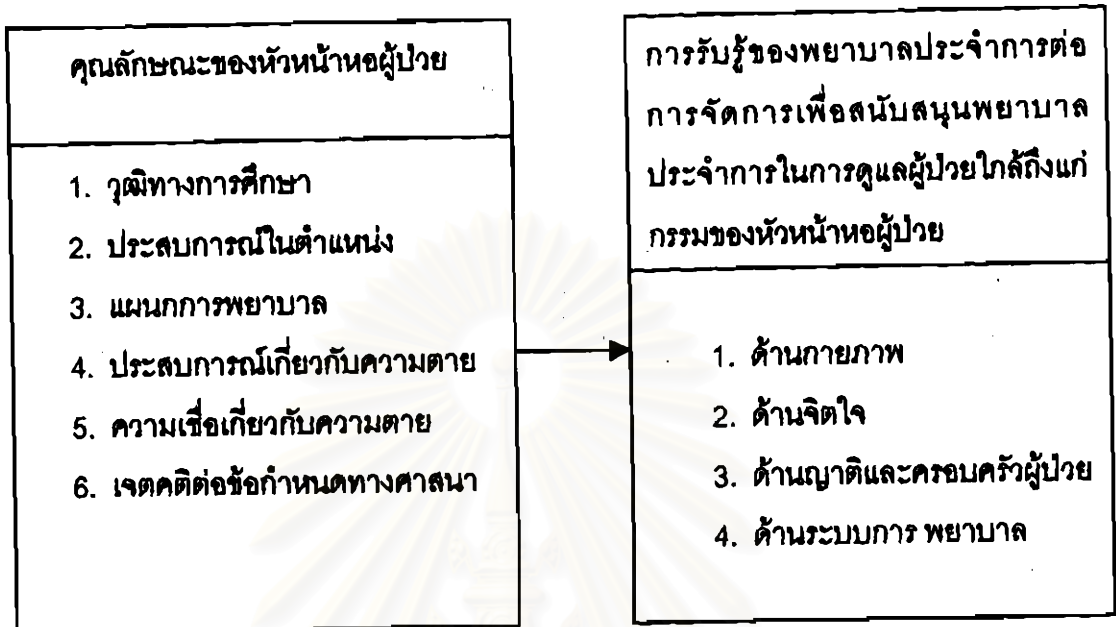 คุณลักษณะของหัวหน้าหอผู้ป่วย
1. วุฒิทางการศึกษา
2. ประสบการณ์ในตำแหน่ง
3. แผนกการพยาบาล
4. ประสบการณ์เกี่ยวกับความตาย
5. ความเชื่อเกี่ยวกับความตาย
6. เจตคติต่อข้อกำหนดทางศาสนา
การรับรู้ของพยาบาลประจำการต่อ
การจัดการเพื่อสนับสนุนพยาบาล
ประจำการในการดูแลผู้ป่วยใกล้ถึงแก่
กรรมของหัวหน้าหอผู้ป่วย
1. ด้านกายภาพ
2. ด้านจิตใจ
3. ด้านญาติและครอบครัวผู้ป่วย
4. ด้านระบบการ พยาบาล